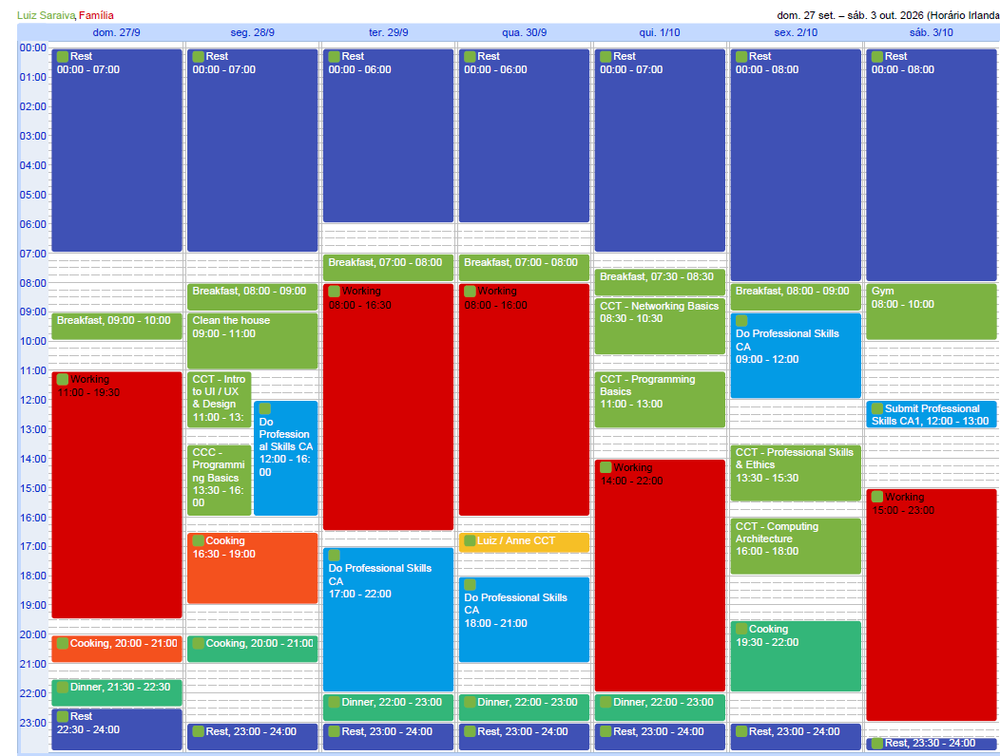 Luiz Saraiva, Família
dom. 27 set. – sáb. 3 out. 2026 (Horário Irlanda
dom. 27/9
seg. 28/9
ter. 29/9
qua. 30/9
qui. 1/10
sex. 2/10
sáb. 3/10
00:00
01:00
02:00
03:00
04:00
05:00
06:00
07:00
08:00
09:00
10:00
11:00
12:00
13:00
14:00
15:00
16:00
17:00
18:00
19:00
20:00
21:00
22:00
23:00
Rest
00:00 - 07:00
Breakfast, 09:00 - 10:00
Working
11:00 - 19:30
Cooking, 20:00 - 21:00
Dinner, 21:30 - 22:30
Rest
22:30 - 24:00
Rest
00:00 - 07:00
Breakfast, 08:00 - 09:00
Clean the house
09:00 - 11:00
CCT - Intro
to UI / UX
& Design
11:00 - 13:
Do
Profession
al Skills CA
12:00 - 16:
00
CCC -
Programmi
ng Basics
13:30 - 16:
00
Cooking
16:30 - 19:00
Cooking, 20:00 - 21:00
Rest, 23:00 - 24:00
Rest
00:00 - 06:00
Breakfast, 07:00 - 08:00
Working
08:00 - 16:30
Do Professional Skills
CA
17:00 - 22:00
Dinner, 22:00 - 23:00
Rest, 23:00 - 24:00
Rest
00:00 - 06:00
Breakfast, 07:00 - 08:00
Working
08:00 - 16:00
Luiz / Anne CCT
Do Professional Skills
CA
18:00 - 21:00
Dinner, 22:00 - 23:00
Rest, 23:00 - 24:00
Rest
00:00 - 07:00
Breakfast, 07:30 - 08:30
CCT - Networking Basics
08:30 - 10:30
CCT - Programming
Basics
11:00 - 13:00
Working
14:00 - 22:00
Dinner, 22:00 - 23:00
Rest, 23:00 - 24:00
Rest
00:00 - 08:00
Breakfast, 08:00 - 09:00
Do Professional Skills
CA
09:00 - 12:00
CCT - Professional Skills
& Ethics
13:30 - 15:30
CCT - Computing
Architecture
16:00 - 18:00
Cooking
19:30 - 22:00
Rest, 23:00 - 24:00
Rest
00:00 - 08:00
Gym
08:00 - 10:00
Submit Professional
Skills CA1, 12:00 - 13:00
Working
15:00 - 23:00
Rest, 23:30 - 24:00